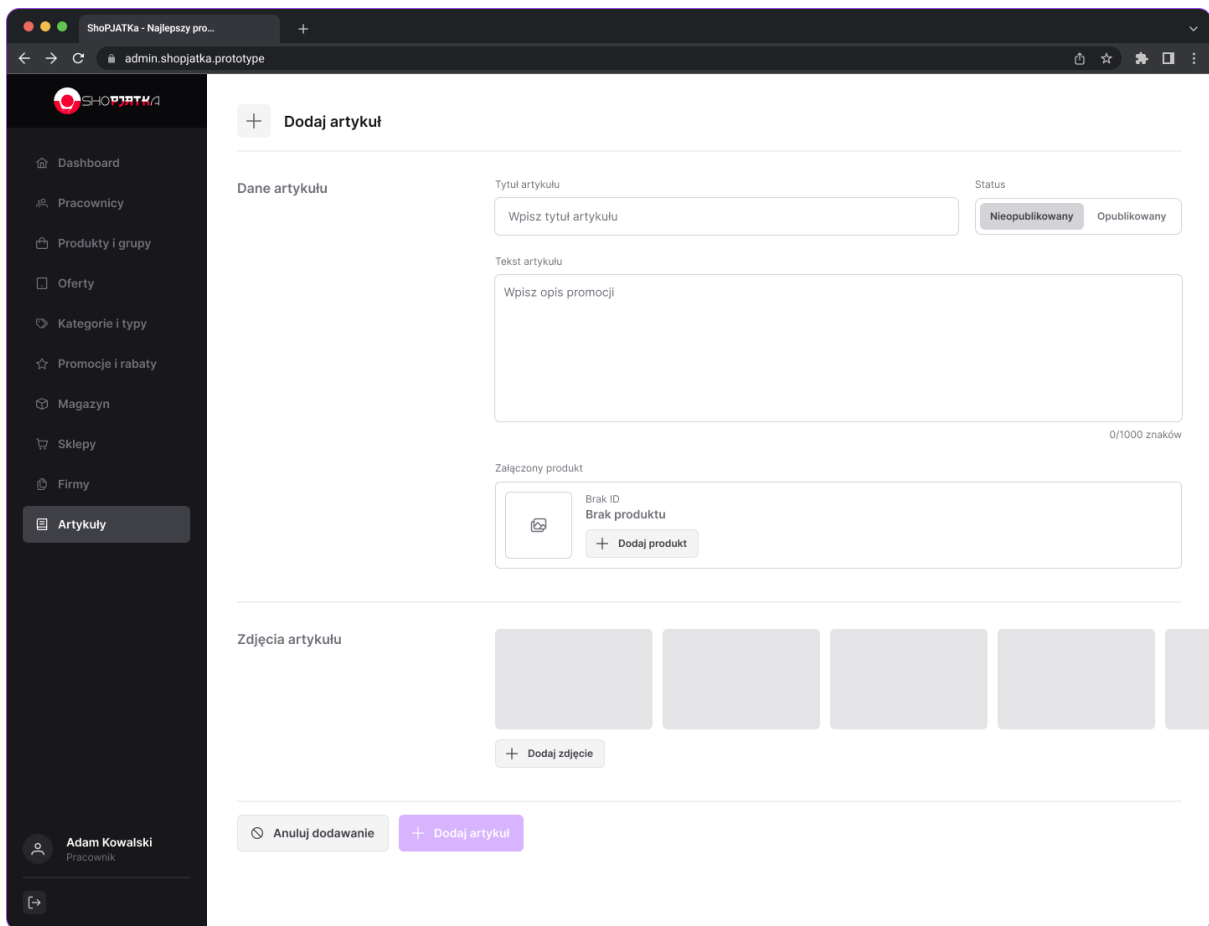 ShoPJATKa - Najlepszy pro...
admin.shopjatka.prototype
SHOPJATKA
Dashboard
Pracownicy
Produkty i grupy
Oferty
Kategorie i typy
Promocje i rabaty
Magazyn
Sklepy
Firmy
Artykuły
Adam Kowalski
Pracownik
Dodaj artykuł
Dane artykułu
Tytuł artykułu
Wpisz tytuł artykułu
Status
Nieopublikowany
Opublikowany
Tekst artykułu
Wpisz opis promocji
0/1000 znaków
Załączony produkt
Brak ID
Brak produktu
Dodaj produkt
Zdjęcia artykułu
Dodaj zdjęcie
Anuluj dodawanie
Dodaj artykuł